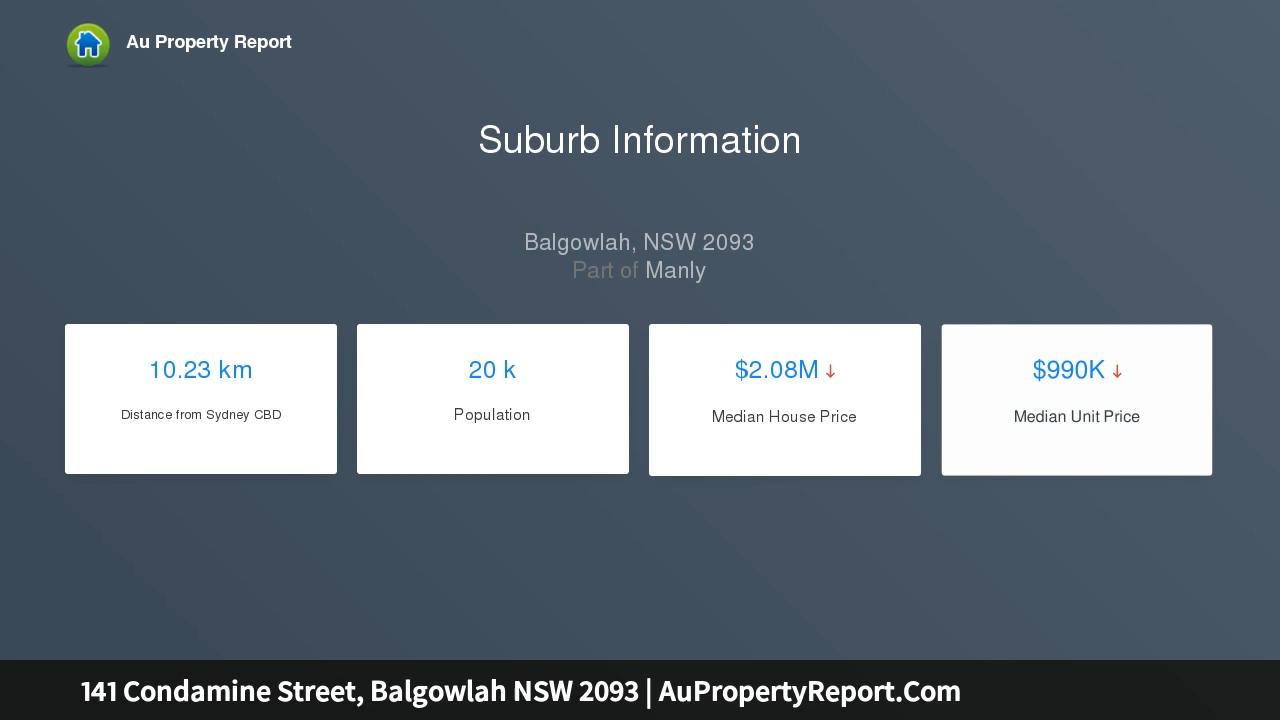 Au Property Report
Suburb Information
Balgowlah, NSW 2093
Part of Manly
10.23 km
Distance from Sydney CBD
20 k
Population
$2.08M ↓
Median House Price
$990K ↓
Median Unit Price
141 Condamine Street, Balgowlah NSW 2093 | AuPropertyReport.Com